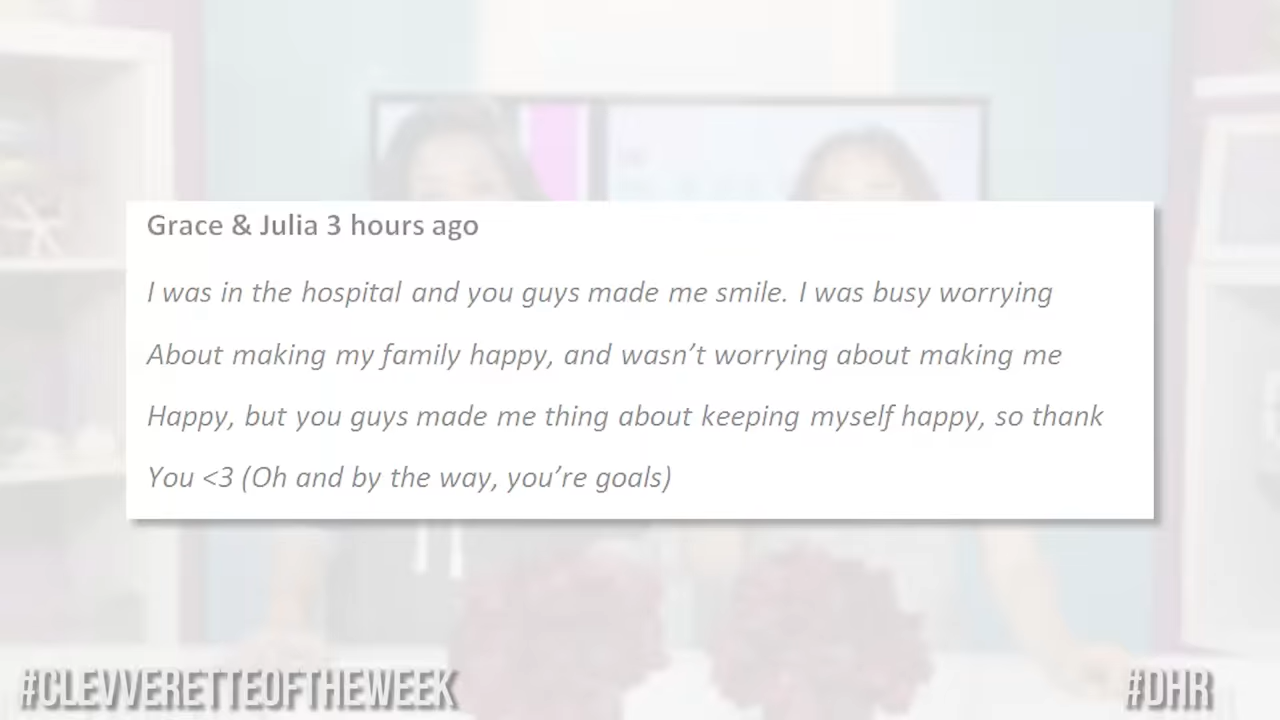 Grace & Julia 3 hours ago
I was in the hospital and you guys made me smile. I was busy worrying
About making my family happy, and wasn't worrying about making me
Happy, but you guys made me thing about keeping myself happy, so thank
You <3 (Oh and by the way, you're goals)
#CLEVVERETTEOFTHEWEEK
#DHR